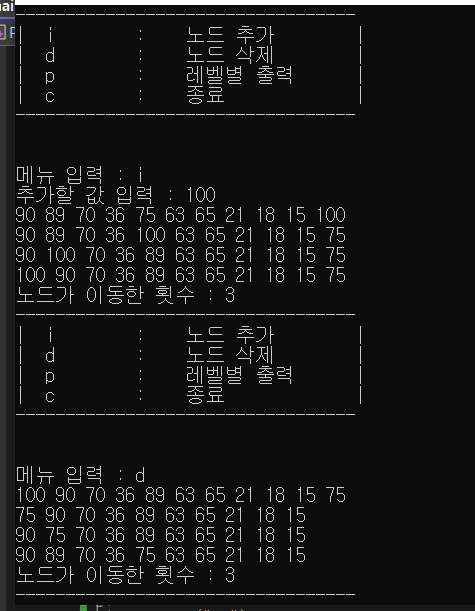 ai
F
-----------------------------------
| i : 노드 추가 |
| d : 노드 삭제 |
| p : 레벨별 출력 |
| c : 종료 |
-----------------------------------
메뉴 입력 : i
추가할 값 입력 : 100
90 89 70 36 75 63 65 21 18 15 100
90 89 70 36 100 63 65 21 18 15 75
90 100 70 36 89 63 65 21 18 15 75
100 90 70 36 89 63 65 21 18 15 75
노드가 이동한 횟수 : 3
-----------------------------------
| i : 노드 추가 |
| d : 노드 삭제 |
| p : 레벨별 출력 |
| c : 종료 |
-----------------------------------
메뉴 입력 : d
100 90 70 36 89 63 65 21 18 15 75
75 90 70 36 89 63 65 21 18 15
90 75 70 36 89 63 65 21 18 15
90 89 70 36 75 63 65 21 18 15
노드가 이동한 횟수 : 3
-----------------------------------